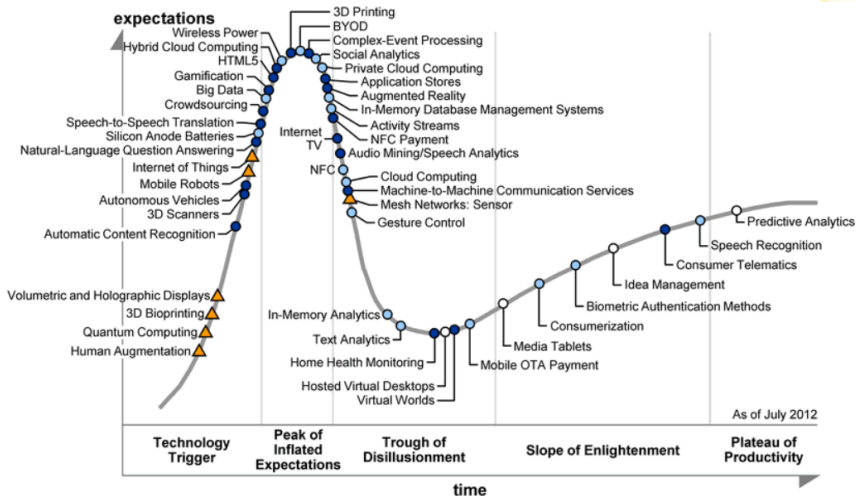 expectations
3D Printing
BYOD
Wireless Power
Complex-Event Processing
Hybrid Cloud Computing
Social Analytics
HTML5
Private Cloud Computing
Gamification
Application Stores
Big Data
Augmented Reality
Crowdsourcing
In-Memory Database Management Systems
Speech-to-Speech Translation
Activity Streams
Silicon Anode Batteries
NFC Payment
Internet
TV
Natural-Language Question Answering
Audio Mining/Speech Analytics
Internet of Things
NFC
Cloud Computing
Mobile Robots
Machine-to-Machine Communication Services
Autonomous Vehicles
Mesh Networks: Sensor
3D Scanners
Gesture Control
Automatic Content Recognition
Predictive Analytics
Speech Recognition
Consumer Telematics
Idea Management
Volumetric and Holographic Displays
Biometric Authentication Methods
3D Bioprinting
In-Memory Analytics
Consumerization
Quantum Computing
Text Analytics
Media Tablets
Human Augmentation
Home Health Monitoring
Mobile OTA Payment
Hosted Virtual Desktops
Virtual Worlds
As of July 2012
Technology
Trigger
Peak of
Inflated
Expectations
Trough of
Disillusionment
Slope of Enlightenment
Plateau of
Productivity
time